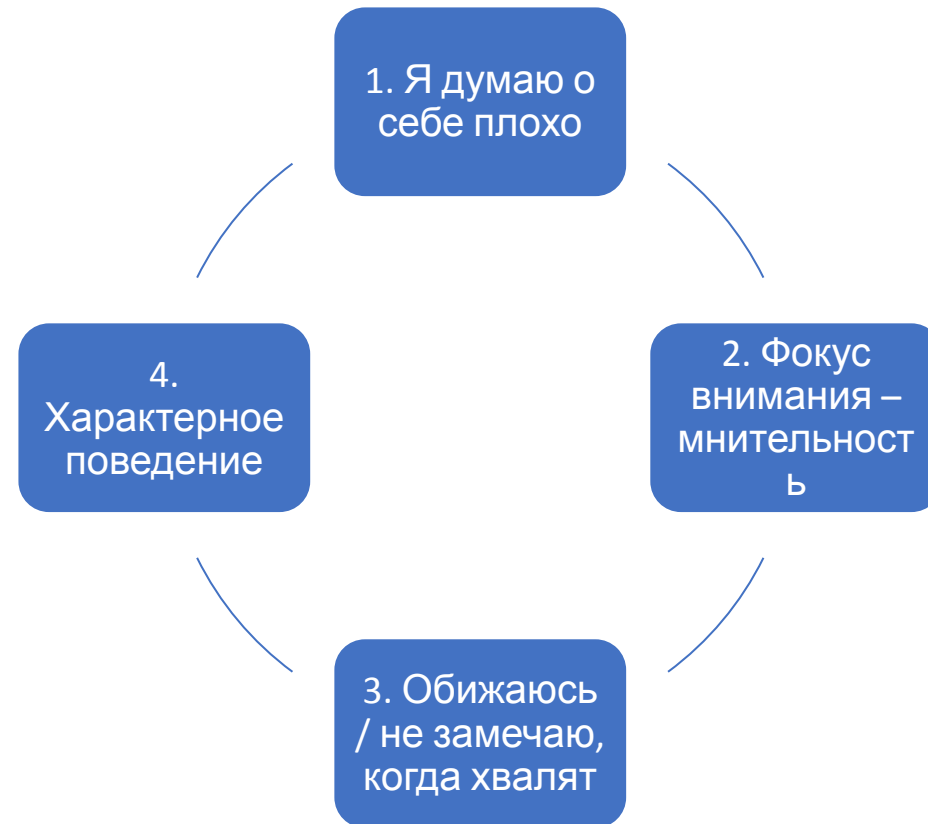 1. Я думаю о
себе плохо
2. Фокус
внимания –
мнительност
ь
3. Обижаюсь
/ не замечаю,
когда хвалят
4.
Характерное
поведение